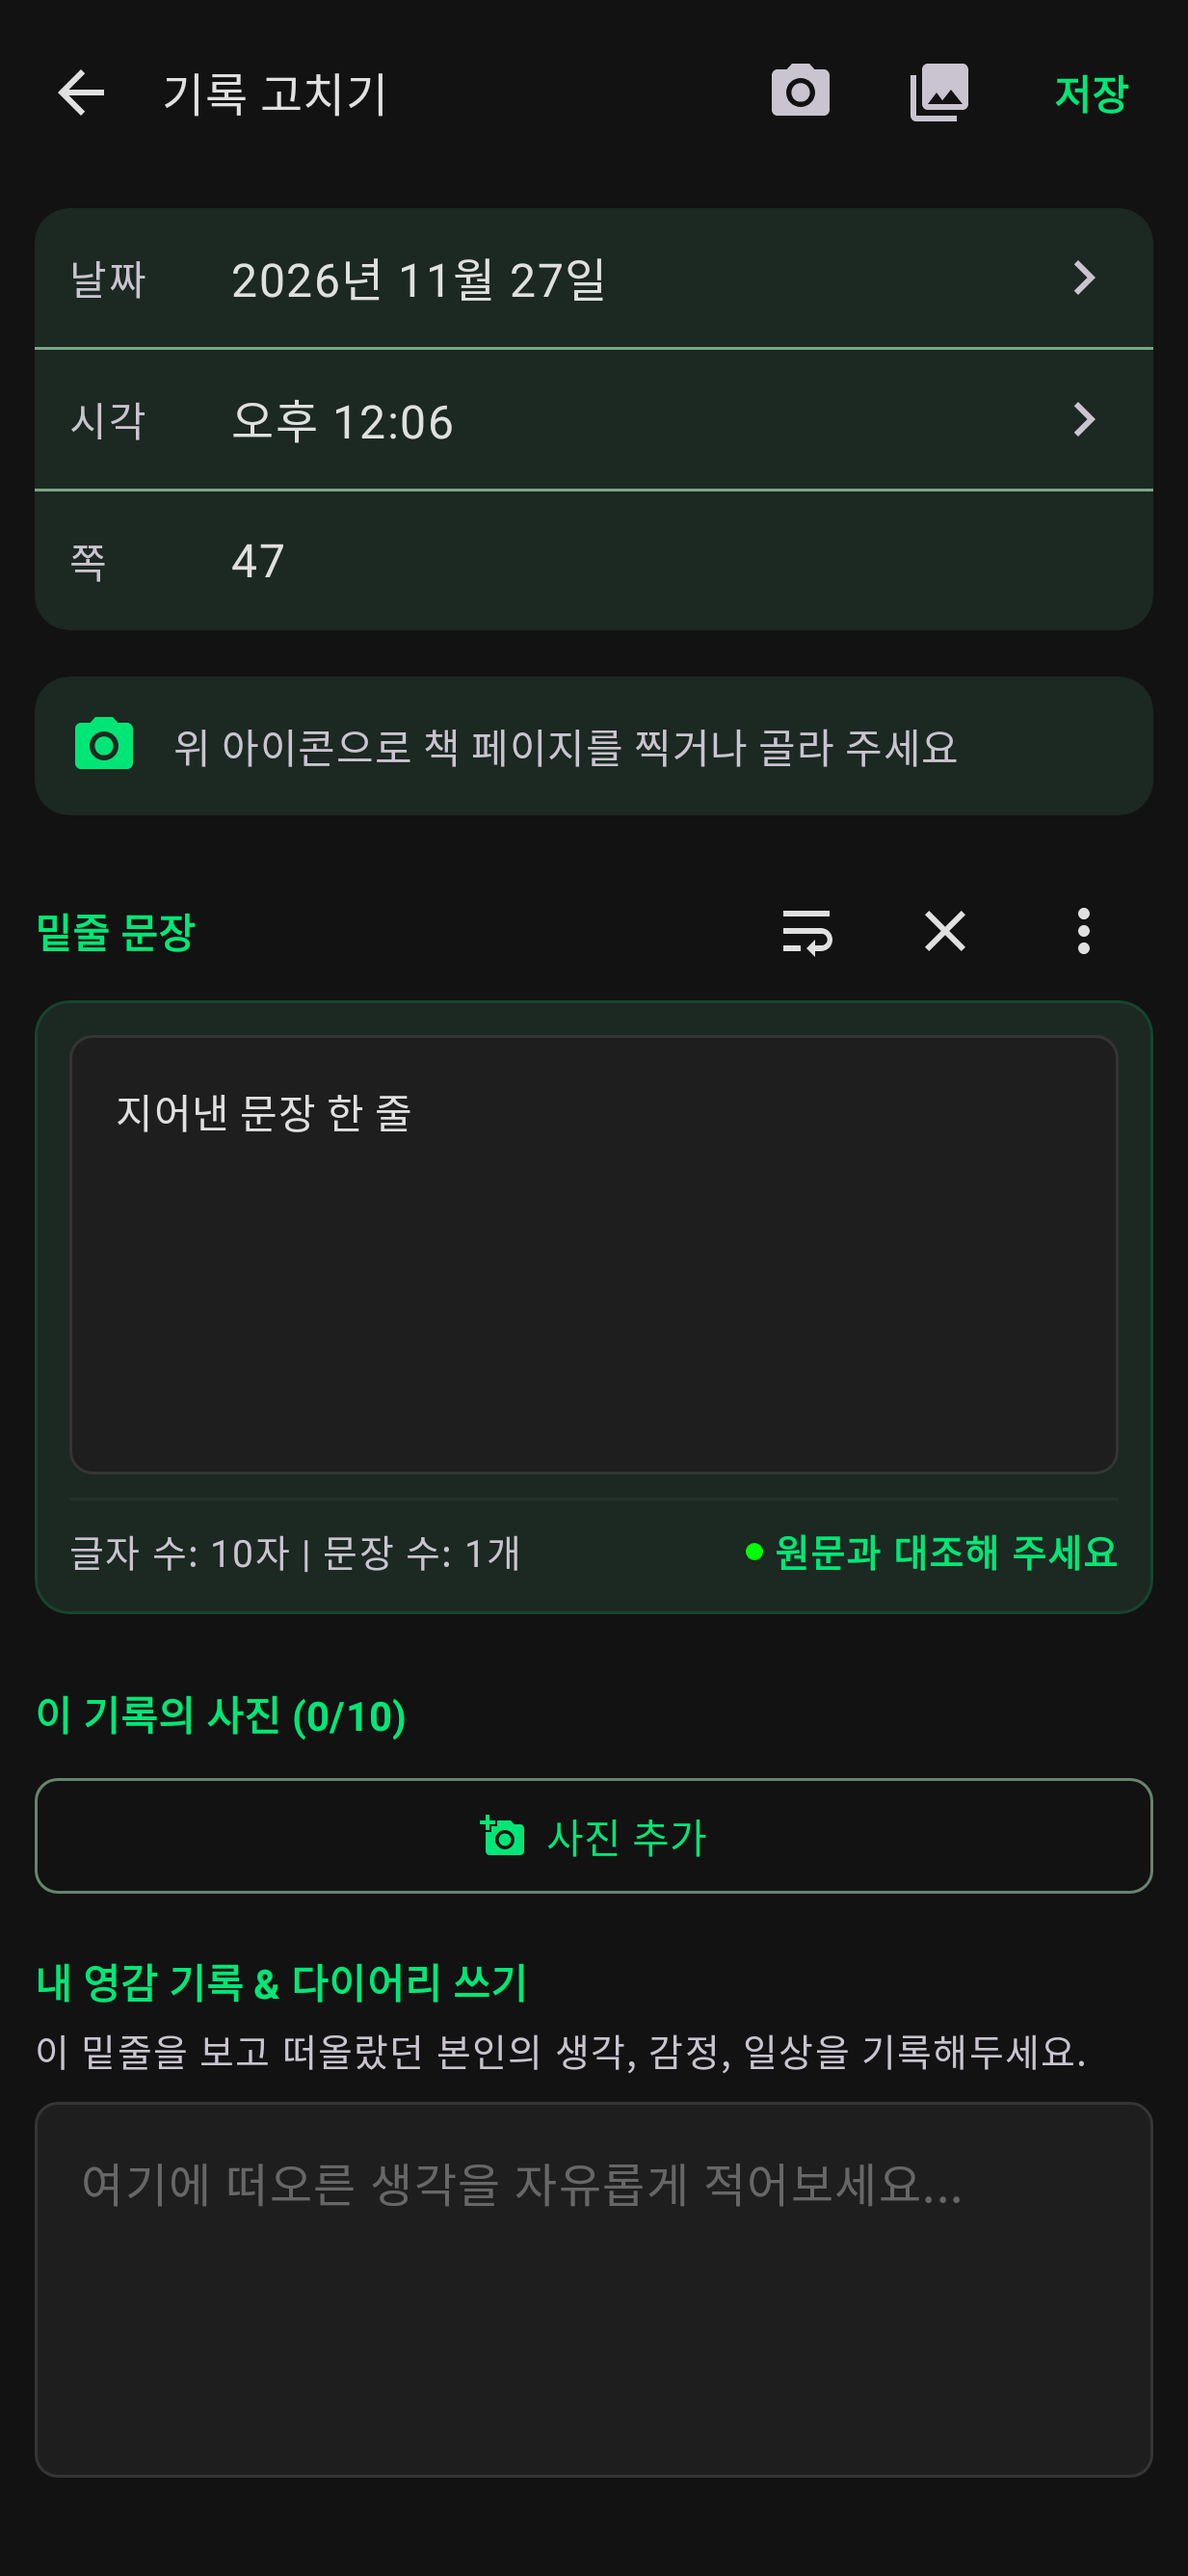 기록 고치기
저장
날짜 2026년 11월 27일
시각 오후 12:06
쪽 47
위 아이콘으로 책 페이지를 찍거나 골라 주세요
밑줄 문장
지어낸 문장 한 줄
글자 수: 10자 | 문장 수: 1개
원문과 대조해 주세요
이 기록의 사진 (0/10)
사진 추가
내 영감 기록 & 다이어리 쓰기
이 밑줄을 보고 떠올랐던 본인의 생각, 감정, 일상을 기록해두세요.
여기에 떠오른 생각을 자유롭게 적어보세요...